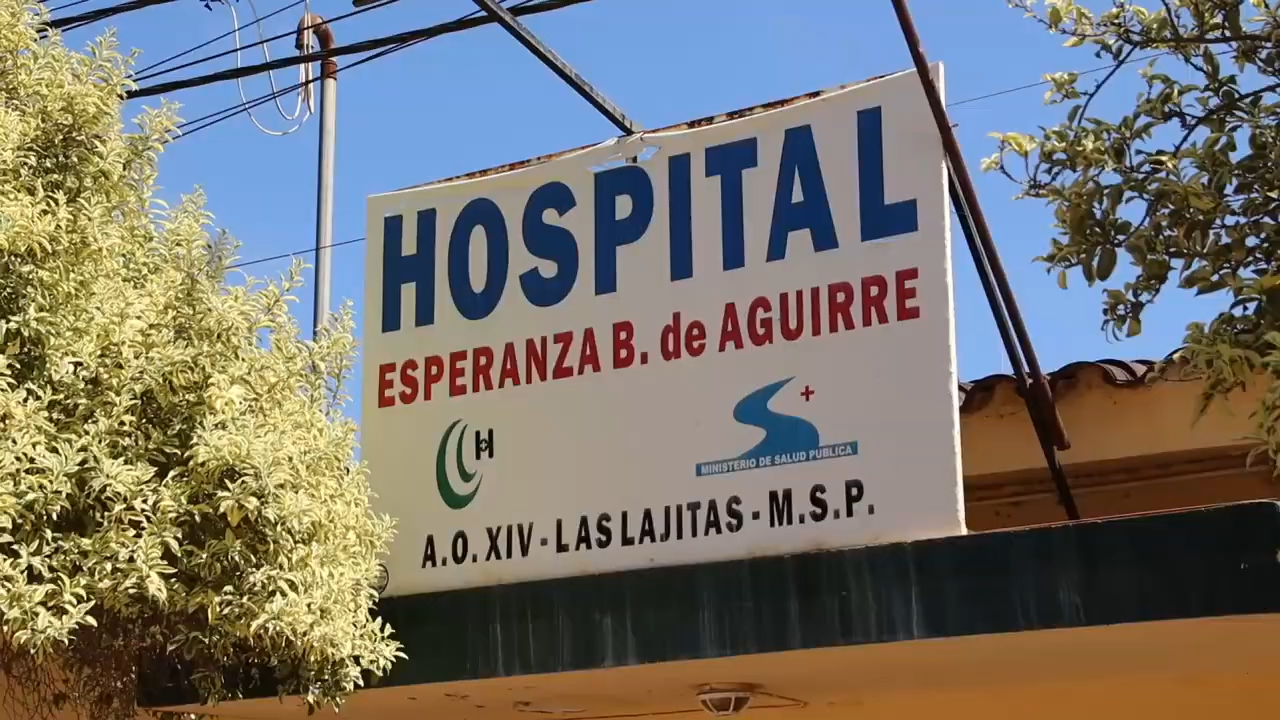 HOSPITAL
ESPERANZA B. de AGUIRRE
H
MINISTERIO DE SALUD PUBLICA
A.O. XIV - LAS LAJITAS - M.S.P.